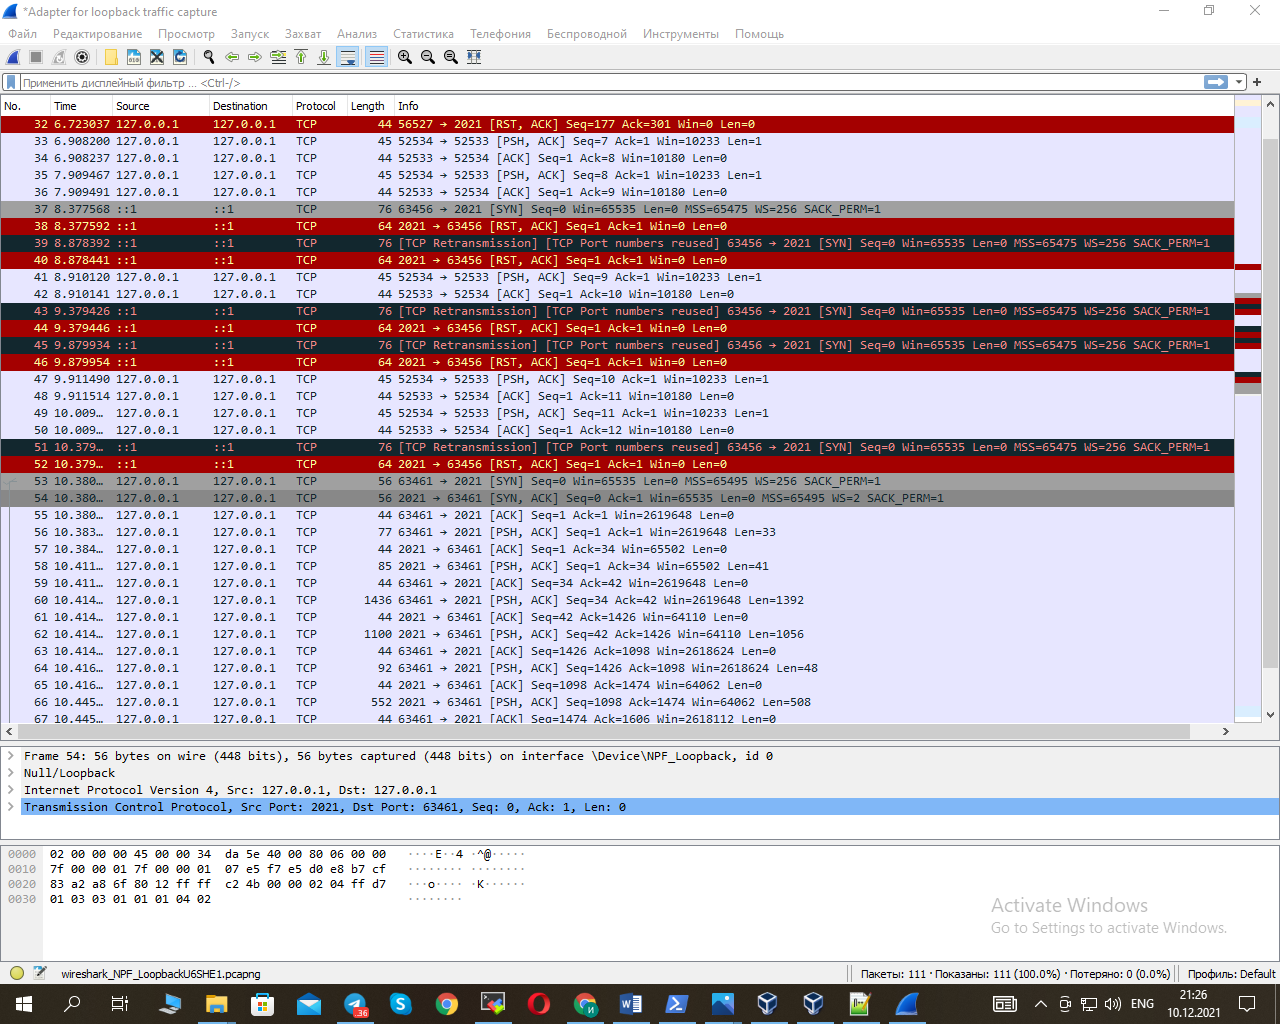 *Adapter for loopback traffic capture
Файл Редактирование Просмотр Запуск Захват Анализ Статистика Телефония Беспроводной Инструменты Помощь
Применить дисплейный фильтр ... <Ctrl-/>
No. Time Source Destination Protocol Length Info
32 6.723037 127.0.0.1 127.0.0.1 TCP 44 56527 → 2021 [RST, ACK] Seq=177 Ack=301 Win=0 Len=0
33 6.908200 127.0.0.1 127.0.0.1 TCP 45 52534 → 52533 [PSH, ACK] Seq=7 Ack=1 Win=10233 Len=1
34 6.908237 127.0.0.1 127.0.0.1 TCP 44 52533 → 52534 [ACK] Seq=1 Ack=8 Win=10180 Len=0
35 7.909467 127.0.0.1 127.0.0.1 TCP 45 52534 → 52533 [PSH, ACK] Seq=8 Ack=1 Win=10233 Len=1
36 7.909491 127.0.0.1 127.0.0.1 TCP 44 52533 → 52534 [ACK] Seq=1 Ack=9 Win=10180 Len=0
37 8.377568 ::1 ::1 TCP 76 63456 → 2021 [SYN] Seq=0 Win=65535 Len=0 MSS=65475 WS=256 SACK_PERM=1
38 8.377592 ::1 ::1 TCP 64 2021 → 63456 [RST, ACK] Seq=1 Ack=1 Win=0 Len=0
39 8.878392 ::1 ::1 TCP 76 [TCP Retransmission] [TCP Port numbers reused] 63456 → 2021 [SYN] Seq=0 Win=65535 Len=0 MSS=65475 WS=256 SACK_PERM=1
40 8.878441 ::1 ::1 TCP 64 2021 → 63456 [RST, ACK] Seq=1 Ack=1 Win=0 Len=0
41 8.910120 127.0.0.1 127.0.0.1 TCP 45 52534 → 52533 [PSH, ACK] Seq=9 Ack=1 Win=10233 Len=1
42 8.910141 127.0.0.1 127.0.0.1 TCP 44 52533 → 52534 [ACK] Seq=1 Ack=10 Win=10180 Len=0
43 9.379426 ::1 ::1 TCP 76 [TCP Retransmission] [TCP Port numbers reused] 63456 → 2021 [SYN] Seq=0 Win=65535 Len=0 MSS=65475 WS=256 SACK_PERM=1
44 9.379446 ::1 ::1 TCP 64 2021 → 63456 [RST, ACK] Seq=1 Ack=1 Win=0 Len=0
45 9.879934 ::1 ::1 TCP 76 [TCP Retransmission] [TCP Port numbers reused] 63456 → 2021 [SYN] Seq=0 Win=65535 Len=0 MSS=65475 WS=256 SACK_PERM=1
46 9.879954 ::1 ::1 TCP 64 2021 → 63456 [RST, ACK] Seq=1 Ack=1 Win=0 Len=0
47 9.911490 127.0.0.1 127.0.0.1 TCP 45 52534 → 52533 [PSH, ACK] Seq=10 Ack=1 Win=10233 Len=1
48 9.911514 127.0.0.1 127.0.0.1 TCP 44 52533 → 52534 [ACK] Seq=1 Ack=11 Win=10180 Len=0
49 10.009… 127.0.0.1 127.0.0.1 TCP 45 52534 → 52533 [PSH, ACK] Seq=11 Ack=1 Win=10233 Len=1
50 10.009… 127.0.0.1 127.0.0.1 TCP 44 52533 → 52534 [ACK] Seq=1 Ack=12 Win=10180 Len=0
51 10.379… ::1 ::1 TCP 76 [TCP Retransmission] [TCP Port numbers reused] 63456 → 2021 [SYN] Seq=0 Win=65535 Len=0 MSS=65475 WS=256 SACK_PERM=1
52 10.379… ::1 ::1 TCP 64 2021 → 63456 [RST, ACK] Seq=1 Ack=1 Win=0 Len=0
53 10.380… 127.0.0.1 127.0.0.1 TCP 56 63461 → 2021 [SYN] Seq=0 Win=65535 Len=0 MSS=65495 WS=256 SACK_PERM=1
54 10.380… 127.0.0.1 127.0.0.1 TCP 56 2021 → 63461 [SYN, ACK] Seq=0 Ack=1 Win=65535 Len=0 MSS=65495 WS=2 SACK_PERM=1
55 10.380… 127.0.0.1 127.0.0.1 TCP 44 63461 → 2021 [ACK] Seq=1 Ack=1 Win=2619648 Len=0
56 10.383… 127.0.0.1 127.0.0.1 TCP 77 63461 → 2021 [PSH, ACK] Seq=1 Ack=1 Win=2619648 Len=33
57 10.384… 127.0.0.1 127.0.0.1 TCP 44 2021 → 63461 [ACK] Seq=1 Ack=34 Win=65502 Len=0
58 10.411… 127.0.0.1 127.0.0.1 TCP 85 2021 → 63461 [PSH, ACK] Seq=1 Ack=34 Win=65502 Len=41
59 10.411… 127.0.0.1 127.0.0.1 TCP 44 63461 → 2021 [ACK] Seq=34 Ack=42 Win=2619648 Len=0
60 10.414… 127.0.0.1 127.0.0.1 TCP 1436 63461 → 2021 [PSH, ACK] Seq=34 Ack=42 Win=2619648 Len=1392
61 10.414… 127.0.0.1 127.0.0.1 TCP 44 2021 → 63461 [ACK] Seq=42 Ack=1426 Win=64110 Len=0
62 10.414… 127.0.0.1 127.0.0.1 TCP 1100 2021 → 63461 [PSH, ACK] Seq=42 Ack=1426 Win=64110 Len=1056
63 10.414… 127.0.0.1 127.0.0.1 TCP 44 63461 → 2021 [ACK] Seq=1426 Ack=1098 Win=2618624 Len=0
64 10.416… 127.0.0.1 127.0.0.1 TCP 92 63461 → 2021 [PSH, ACK] Seq=1426 Ack=1098 Win=2618624 Len=48
65 10.416… 127.0.0.1 127.0.0.1 TCP 44 2021 → 63461 [ACK] Seq=1098 Ack=1474 Win=64062 Len=0
66 10.445… 127.0.0.1 127.0.0.1 TCP 552 2021 → 63461 [PSH, ACK] Seq=1098 Ack=1474 Win=64062 Len=508
67 10.445… 127.0.0.1 127.0.0.1 TCP 44 63461 → 2021 [ACK] Seq=1474 Ack=1606 Win=2618112 Len=0
Frame 54: 56 bytes on wire (448 bits), 56 bytes captured (448 bits) on interface \Device\NPF_Loopback, id 0
Null/Loopback
Internet Protocol Version 4, Src: 127.0.0.1, Dst: 127.0.0.1
Transmission Control Protocol, Src Port: 2021, Dst Port: 63461, Seq: 0, Ack: 1, Len: 0
0000 02 00 00 00 45 00 00 34 da 5e 40 00 80 06 00 00 ····E··4 ·^@·····
0010 7f 00 00 01 7f 00 00 01 07 e5 f7 e5 d0 e8 b7 cf ········ ········
0020 83 a2 a8 6f 80 12 ff ff c2 4b 00 00 02 04 ff d7 ···o···· ·K······
0030 01 03 03 01 01 01 04 02 ········
Activate Windows
Go to Settings to activate Windows.
wireshark_NPF_LoopbackU6SHE1.pcapng
Пакеты: 111 · Показаны: 111 (100.0%) · Потеряно: 0 (0.0%)
Профиль: Default
.36
ENG
21:26
10.12.2021